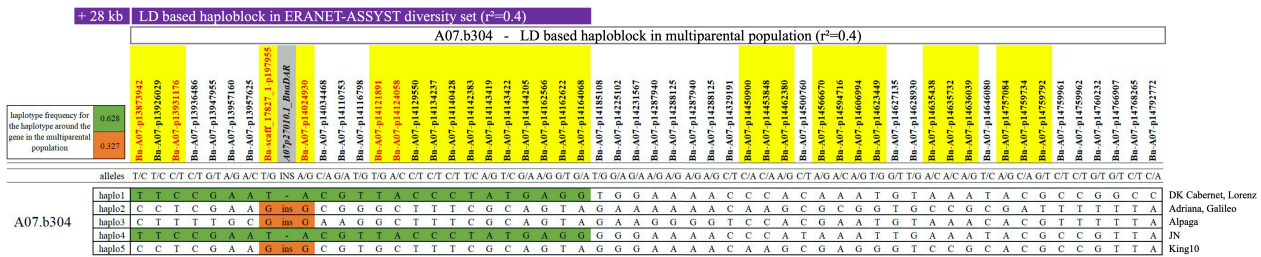 + 28 kb LD based haploblock in ERANET-ASSYST diversity set (r²=0.4)
A07.b304 - LD based haploblock in multiparental population (r²=0.4)
haplotype frequency for
the haplotype around the
gene in the multiparental
population
0.628
0.327
Bn-A07-p13873942
Bn-A07-p13926029
Bn-A07-p13931176
Bn-A07-p13936486
Bn-A07-p13947955
Bn-A07-p13957160
Bn-A07-p13957625
Bn-scaff_17827_1-p197955
A07p27010.1_BnaDAR
Bn-A07-p14024930
Bn-A07-p14034468
Bn-A07-p14110753
Bn-A07-p14116798
Bn-A07-p14121891
Bn-A07-p14124058
Bn-A07-p14129550
Bn-A07-p14134237
Bn-A07-p14140428
Bn-A07-p14142383
Bn-A07-p14143419
Bn-A07-p14143422
Bn-A07-p14144205
Bn-A07-p14162566
Bn-A07-p14162622
Bn-A07-p14164068
Bn-A07-p14185108
Bn-A07-p14225102
Bn-A07-p14231567
Bn-A07-p14287940
Bn-A07-p14288125
Bn-A07-p14287940
Bn-A07-p14288125
Bn-A07-p14329191
Bn-A07-p14450000
Bn-A07-p14453848
Bn-A07-p14462380
Bn-A07-p14566670
Bn-A07-p14594716
Bn-A07-p14606994
Bn-A07-p14623449
Bn-A07-p14627135
Bn-A07-p14628930
Bn-A07-p14635438
Bn-A07-p14635732
Bn-A07-p14636039
Bn-A07-p14646080
Bn-A07-p14757084
Bn-A07-p14759734
Bn-A07-p14759792
Bn-A07-p14759961
Bn-A07-p14759962
Bn-A07-p14760232
Bn-A07-p14766907
Bn-A07-p14768265
Bn-A07-p14792772
alleles T/C T/C C/T C/T G/T A/G A/C T/G INS A/G C/A G/A T/G
A07.b304
haplo1 T T C C G A A T - A C G T T A C C C T A T G A G G T G G A A A A G A C C C A C A A A T G T A A A T A C G C C G G C C DK Cabernet, Lorenz
haplo2 C C T C G A A G ins G C G G G C T T T C G C A G T A G A A A A A A C A A G C G C G G T G C C G C G A T T T T T A Adriana, Galileo
haplo3 C T T T G C G ins G A A G G C T Alpaga
haplo4 T T C C G A A T - A C G T T A C C C T A T G A G G JN
haplo5 C C T C G A A G ins G C G T G C T T T C G C A G T A King10